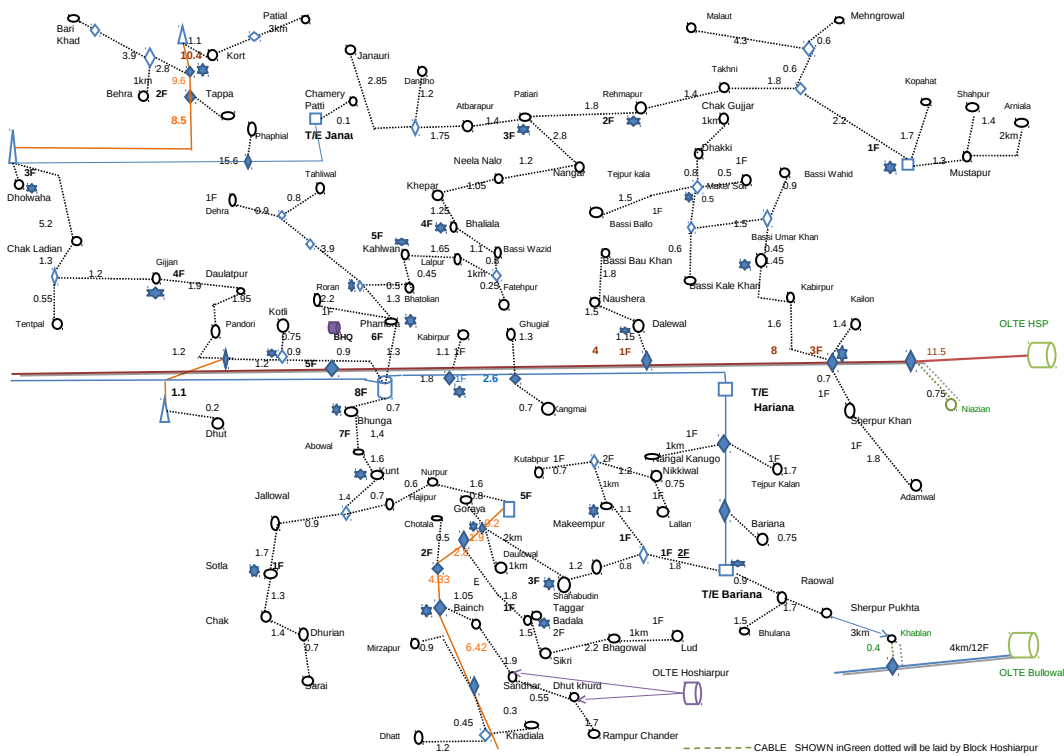 Patial
3km
Bari
Khad
1.1
10.4
Kort
3.9
2.8
9.6
1km
Behra
2F
Tappa
8.5
Phaphial
15.6
Janauri
2.85
Chamery
Patti
0.1
1.2
1.75
Atbarapur
1.4
Patiari
3F
1.8
Rehmapur
2F
1.4
Takhni
Malaut
4.3
Mehngrowal
0.6
0.6
1.8
2.2
Kopahat
1.7
Shahpur
1.4
Arniala
2km
1F
1.3
Mustapur
Chak Gujjar
1km
Dhakki
1F
0.8
0.5
0.5
Tejpur kala
1.5
1F
Bassi Ballo
0.6
1.5
Bassi Wahid
0.9
Bassi Umar Khan
0.45
1.45
Bassi Kale Khan
Kabirpur
1.6
Kailon
1.4
2.8
Neela Nalo
1.2
Nangal
1.05
Khepar
1.25
4F
Bhaliala
5F
Kahlwan
1.65
Lalpur
1.1
Bassi Wazid
0.8
1km
0.25
Fatehpur
0.45
Bhatolian
Tahliwal
1F
Dehra
0.9
0.8
3.9
Roran
2.2
1F
0.5
1.3
6F
1.3
3F
Dholwaha
5.2
Chak Ladian
1.3
1.2
Gijjan
4F
1.9
Daulatpur
1.95
0.55
Tentpal
Pandori
1.2
1.2
Kotli
0.75
0.9
BHQ
0.9
5F
Kabirpur
1.1
1F
1.8
1F
2.6
Ghugial
1.3
0.7
Kangmai
Bassi Bau Khan
1.8
Naushera
1.5
1.15
Dalewal
4
1F
8
3F
OLTE HSP
11.5
0.75
Niazian
0.7
1F
Sherpur Khan
1F
1.8
Adamwal
T/E
Hariana
1.1
0.2
Dhut
8F
0.7
Bhunga
7F
1,4
Abowal
1.6
Kunt
0.7
1.4
Jallowal
0.9
1.7
Sotla
1F
1.3
Chak
1.4
Dhurian
0.7
Sarai
Nurpur
0.6
Hajipur
1.6
0.8
Goraya
5F
0.2
Chotala
0.5
1.9
2km
2F
Daulowal
1km
4.33
1.05
E
1.8
Bainch
1F
1.5
Taggar
Badala
2F
Sikri
2.2
Bhagowal
1km
1F
Lud
Mirzapur
0.9
6.42
1.9
Sandhar
0.55
Dhut khurd
1.7
Rampur Chander
0.3
Khadiala
0.45
Dhatt
1.2
OLTE Hoshiarpur
Kutabpur
1F
0.7
2F
1.2
1km
1.1
Makeempur
1F
0.8
1.2
3F
Shahabudin
1F
2F
1.8
1F
1km
Nangal Kanugo
Nikkiwal
0.75
1F
Lallan
1F
1.7
Tejpur Kalan
Bariana
0.75
T/E Bariana
0.9
Raowal
1.7
1.5
Bhulana
Sherpur Pukhta
3km
Khablan
0.4
4km/12F
OLTE Bullowal
CABLE SHOWN inGreen dotted will be laid by Block Hoshiarpur